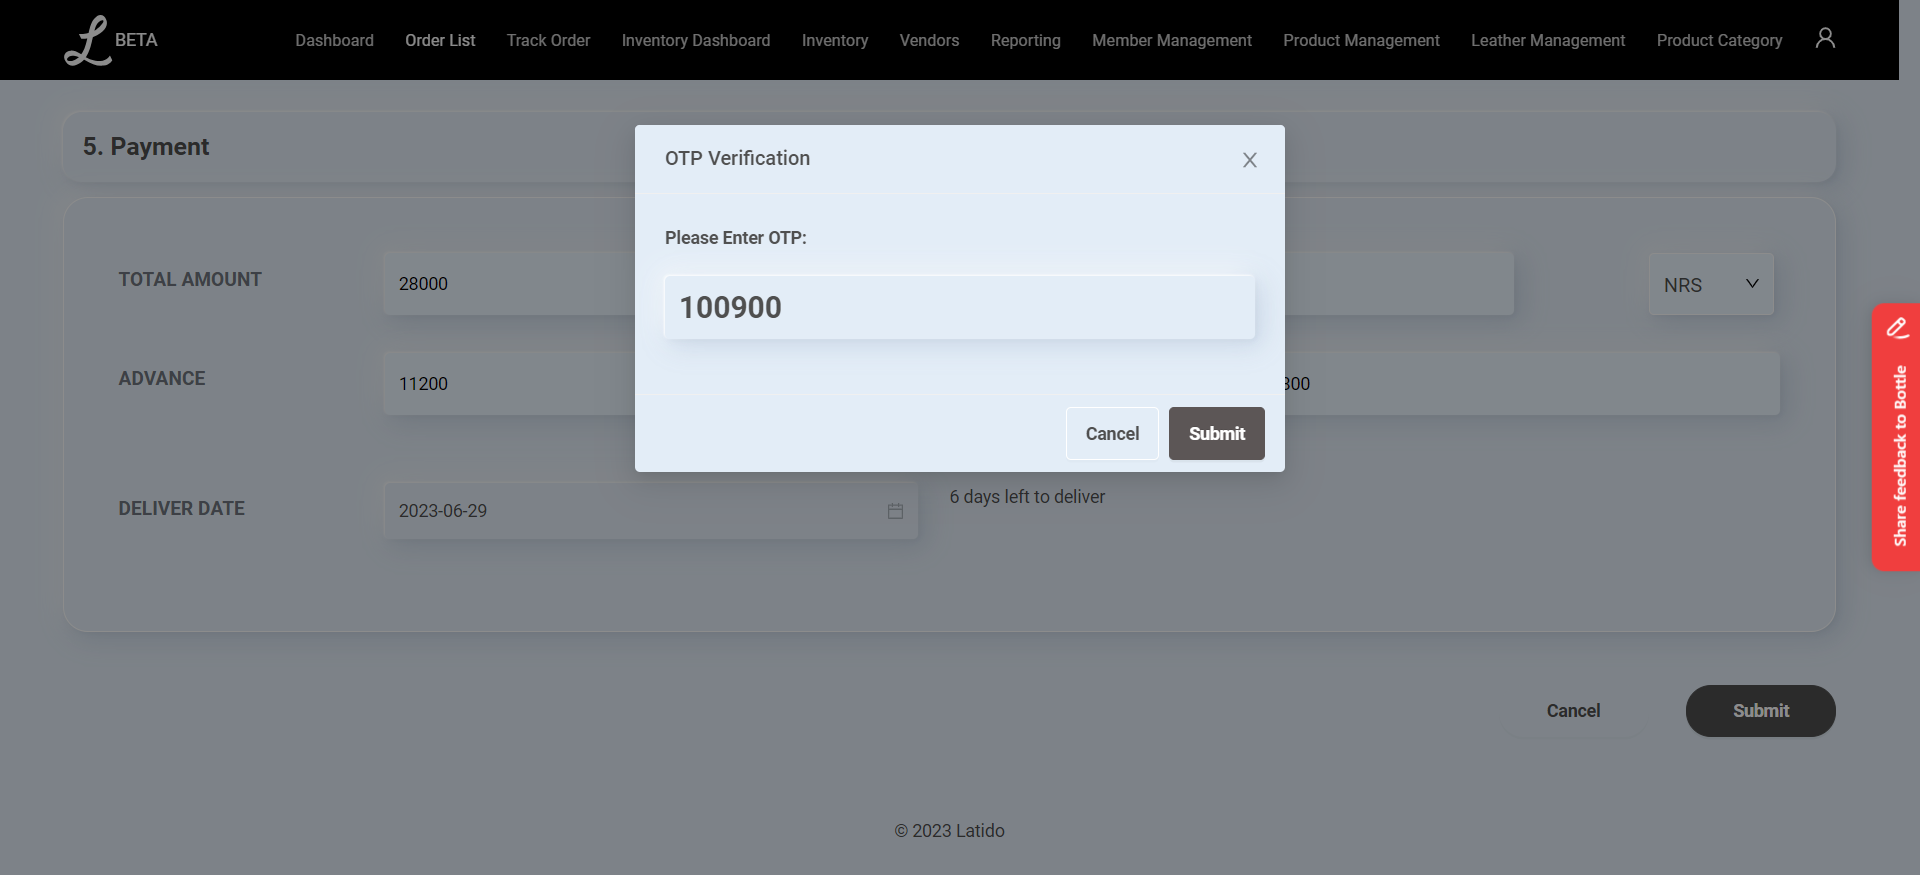 BETA
Dashboard Order List Track Order Inventory Dashboard Inventory Vendors Reporting Member Management Product Management Leather Management Product Category
5. Payment
OTP Verification
Please Enter OTP:
100900
Cancel Submit
TOTAL AMOUNT 28000 NRS
ADVANCE 11200
DELIVER DATE 2023-06-29 6 days left to deliver
Share feedback to Bottle
Cancel Submit
© 2023 Latido